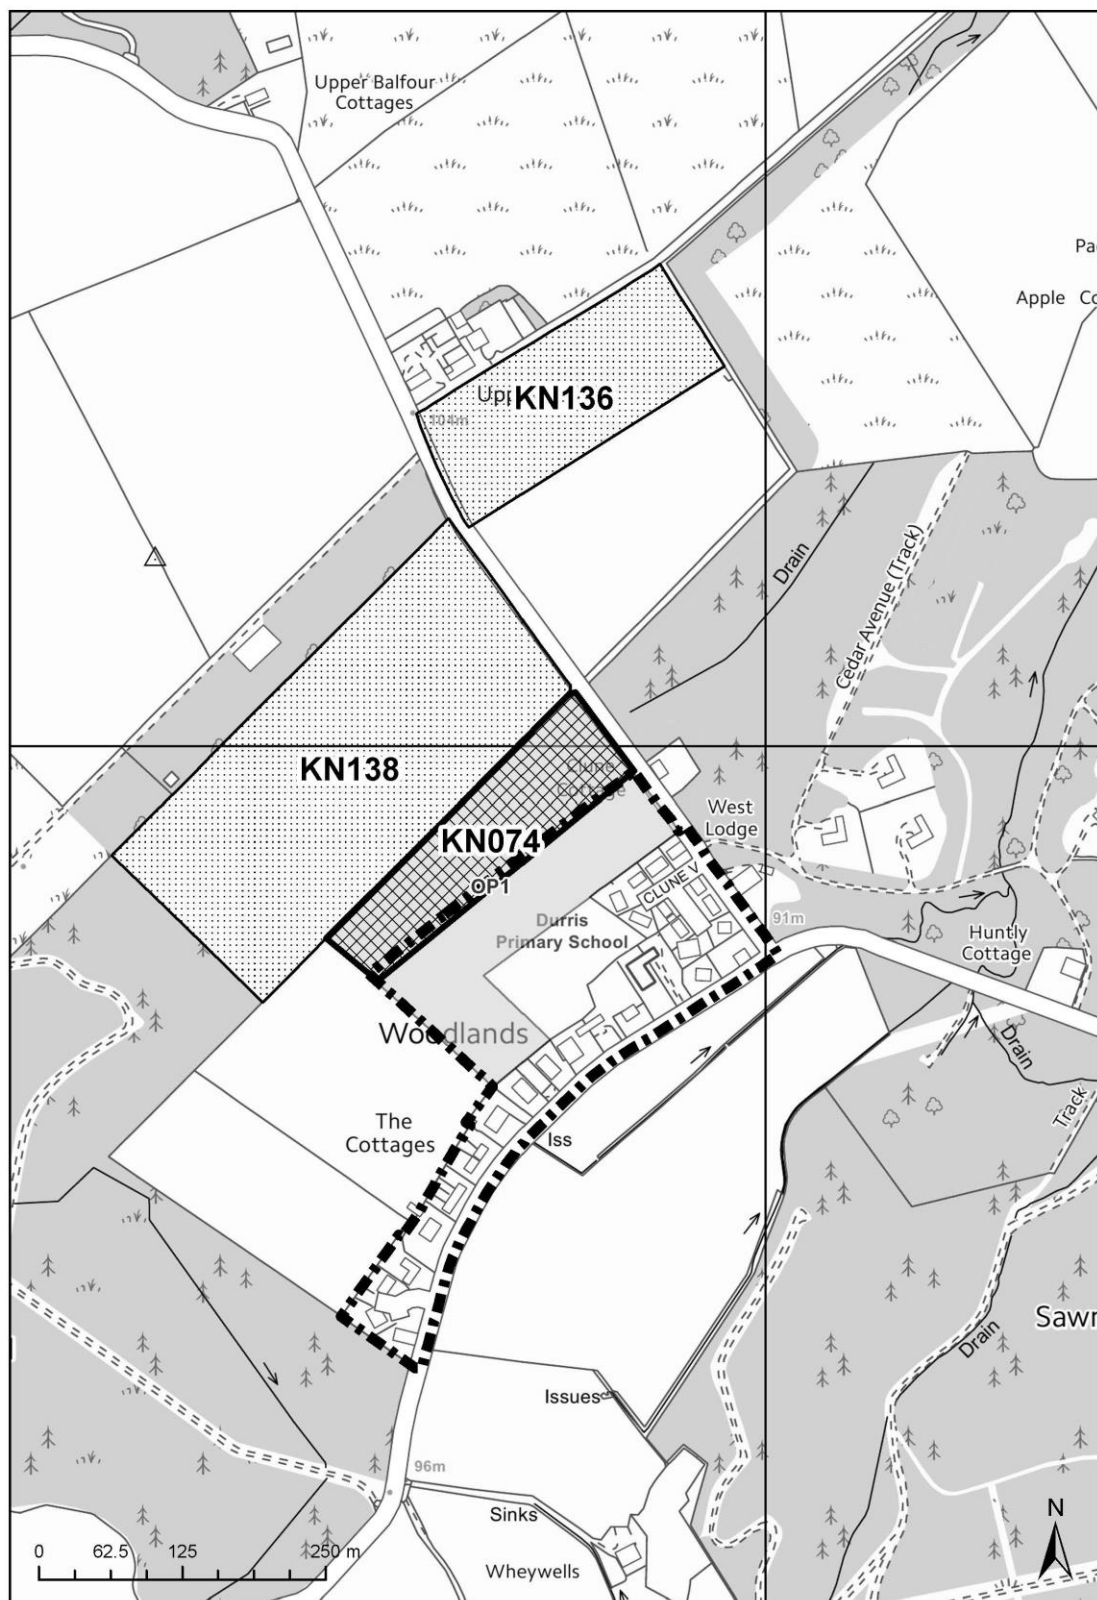 Upper Balfour
Cottages
Pa
Apple Co
Upp
KN136
104m
Drain
Cedar Avenue (Track)
KN138
Clune
Cottage
KN074
OP1
West
Lodge
CLUNE V
Durris
Primary School
91m
Huntly
Cottage
Woodlands
Drain
Track
The
Cottages
Iss
Sawm
Drain
Issues
96m
Sinks
Wheywells
0 62.5 125 250 m
N